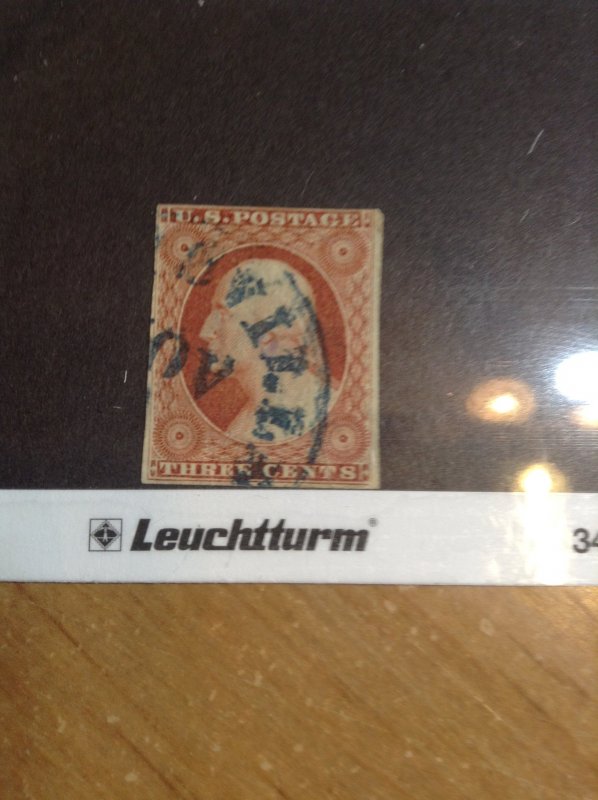 U.S. POSTAGE
THREE CENTS
Leuchtturm®
34